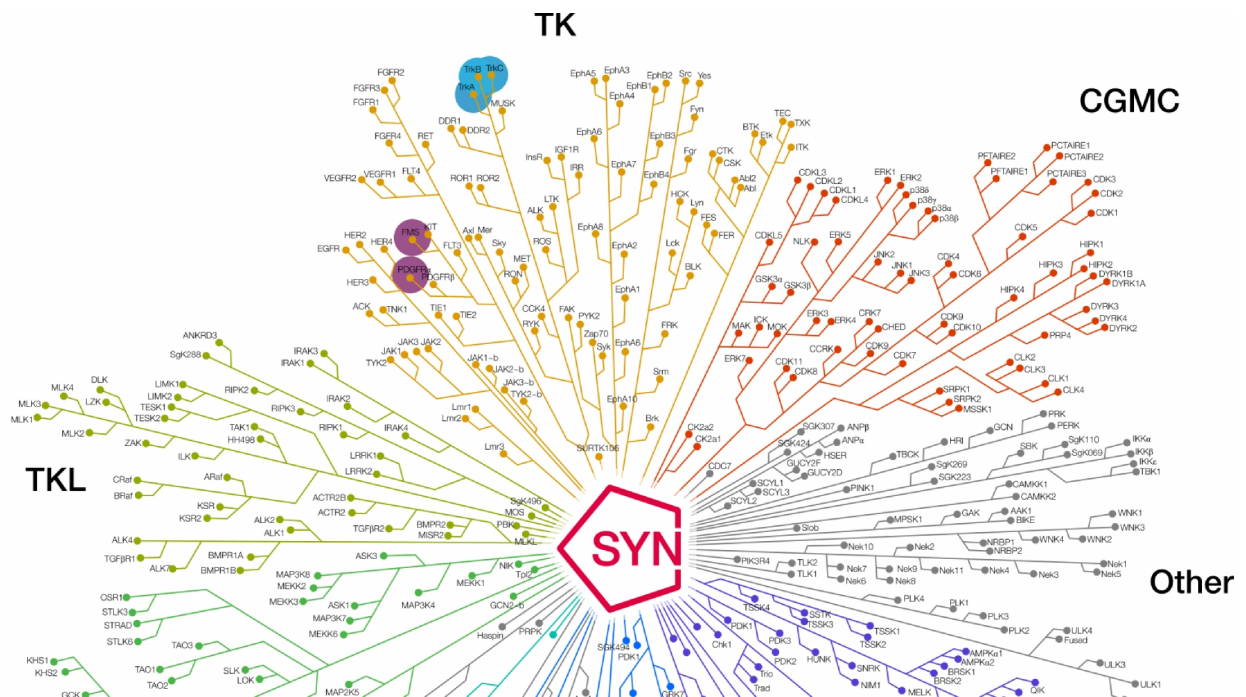 TK
CGMC
TKL
Other
SYN
FGFR2
FGFR3
FGFR1
FGFR4
RET
TrkB
TrkC
TrkA
MUSK
DDR1
DDR2
VEGFR2
VEGFR1
FLT4
ROR1
ROR2
InsR
IGF1R
IRR
LTK
ALK
ROS
EphA5
EphA3
EphA4
EphA6
EphA7
EphA8
EphA2
EphA1
EphA6
EphA10
EphB2
EphB1
EphB3
EphB4
Src
Yes
Fyn
Fgr
HCK
Lyn
Lck
BLK
FRK
Srm
Brk
CTK
CSK
Abl2
Abl
FES
FER
TEC
TXK
BTK
Etk
ITK
HER2
EGFR
HER4
HER3
FMS
KIT
PDGFRα
PDGFRβ
FLT3
Axl
Mer
Sky
MET
RON
ACK
TNK1
TIE1
TIE2
CCK4
RYK
FAK
PYK2
Zap70
Syk
JAK3
JAK2
JAK1
TYK2
JAK1~b
JAK2~b
JAK3~b
TYK2~b
Lmr1
Lmr2
Lmr3
SURTK106
CDKL3
CDKL2
CDKL1
CDKL4
CDKL5
ERK1
ERK2
p38δ
p38γ
p38α
p38β
NLK
ERK5
JNK2
JNK1
JNK3
GSK3α
GSK3β
MAK
ICK
MOK
ERK3
ERK4
ERK7
CRK7
CHED
CCRK
CDK9
CDK11
CDK8
CDK7
CDK4
CDK6
CDK9
CDK10
PFTAIRE2
PFTAIRE1
PCTAIRE1
PCTAIRE2
PCTAIRE3
CDK3
CDK2
CDK1
CDK5
HIPK1
HIPK3
HIPK2
DYRK1B
DYRK1A
HIPK4
DYRK3
DYRK4
DYRK2
PRP4
CLK2
CLK3
CLK1
CLK4
SRPK1
SRPK2
MSSK1
CK2a2
CK2a1
CDC7
ANKRD3
SgK288
IRAK3
IRAK1
DLK
MLK4
LZK
MLK3
MLK1
MLK2
LIMK1
LIMK2
TESK1
TESK2
RIPK2
RIPK3
RIPK1
IRAK2
IRAK4
TAK1
HH498
ZAK
ILK
LRRK1
LRRK2
CRaf
BRaf
ARaf
KSR
KSR2
ACTR2B
ACTR2
ALK2
ALK1
TGFβR2
BMPR2
MISR2
ALK4
TGFβR1
ALK7
BMPR1A
BMPR1B
SgK496
MOS
PBK
MLKL
NIK
Tpl2
GCN2~b
ASK3
MAP3K8
MEKK2
MEKK3
ASK1
MAP3K7
MEKK6
MAP3K4
MEKK1
OSR1
STLK3
STRAD
STLK6
TAO3
TAO1
TAO2
SLK
LOK
KHS1
KHS2
GCK
MAP2K5
Haspin
PRPK
SGK494
PDK1
GRK7
SGK307
ANPβ
SGK424
ANPα
HSER
GUCY2F
GUCY2D
SCYL1
SCYL3
SCYL2
PRK
GCN
PERK
HRI
TBCK
SBK
SgK110
SgK069
IKKα
IKKβ
IKKε
TBK1
SgK269
SGK223
PINK1
CAMKK1
CAMKK2
Slob
MPSK1
GAK
AAK1
BIKE
WNK1
WNK3
WNK4
WNK2
NRBP1
NRBP2
PIK3R4
TLK2
TLK1
Nek10
Nek2
Nek7
Nek6
Nek9
Nek8
Nek11
Nek4
Nek3
Nek1
Nek5
PLK4
PLK1
PLK3
PLK2
ULK4
Fused
ULK3
ULK1
TSSK4
SSTK
TSSK3
TSSK1
TSSK2
PDK1
Chk1
PDK3
PDK2
HUNK
Trio
Trad
SNRK
NIM1
MELK
AMPKα1
AMPKα2
BRSK1
BRSK2
QIK